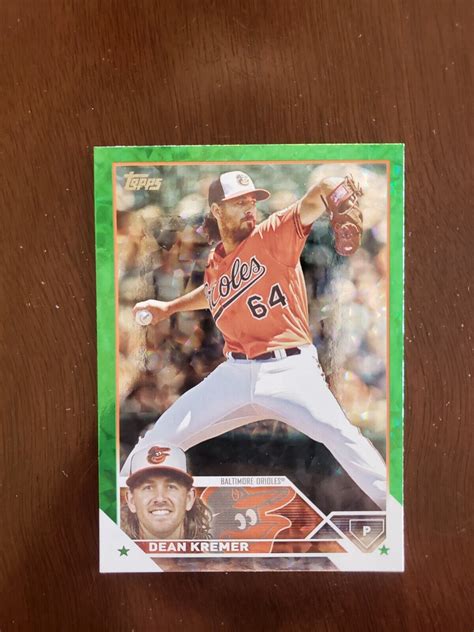 Topps
Orioles
64
BALTIMORE ORIOLES®
DEAN KREMER
P